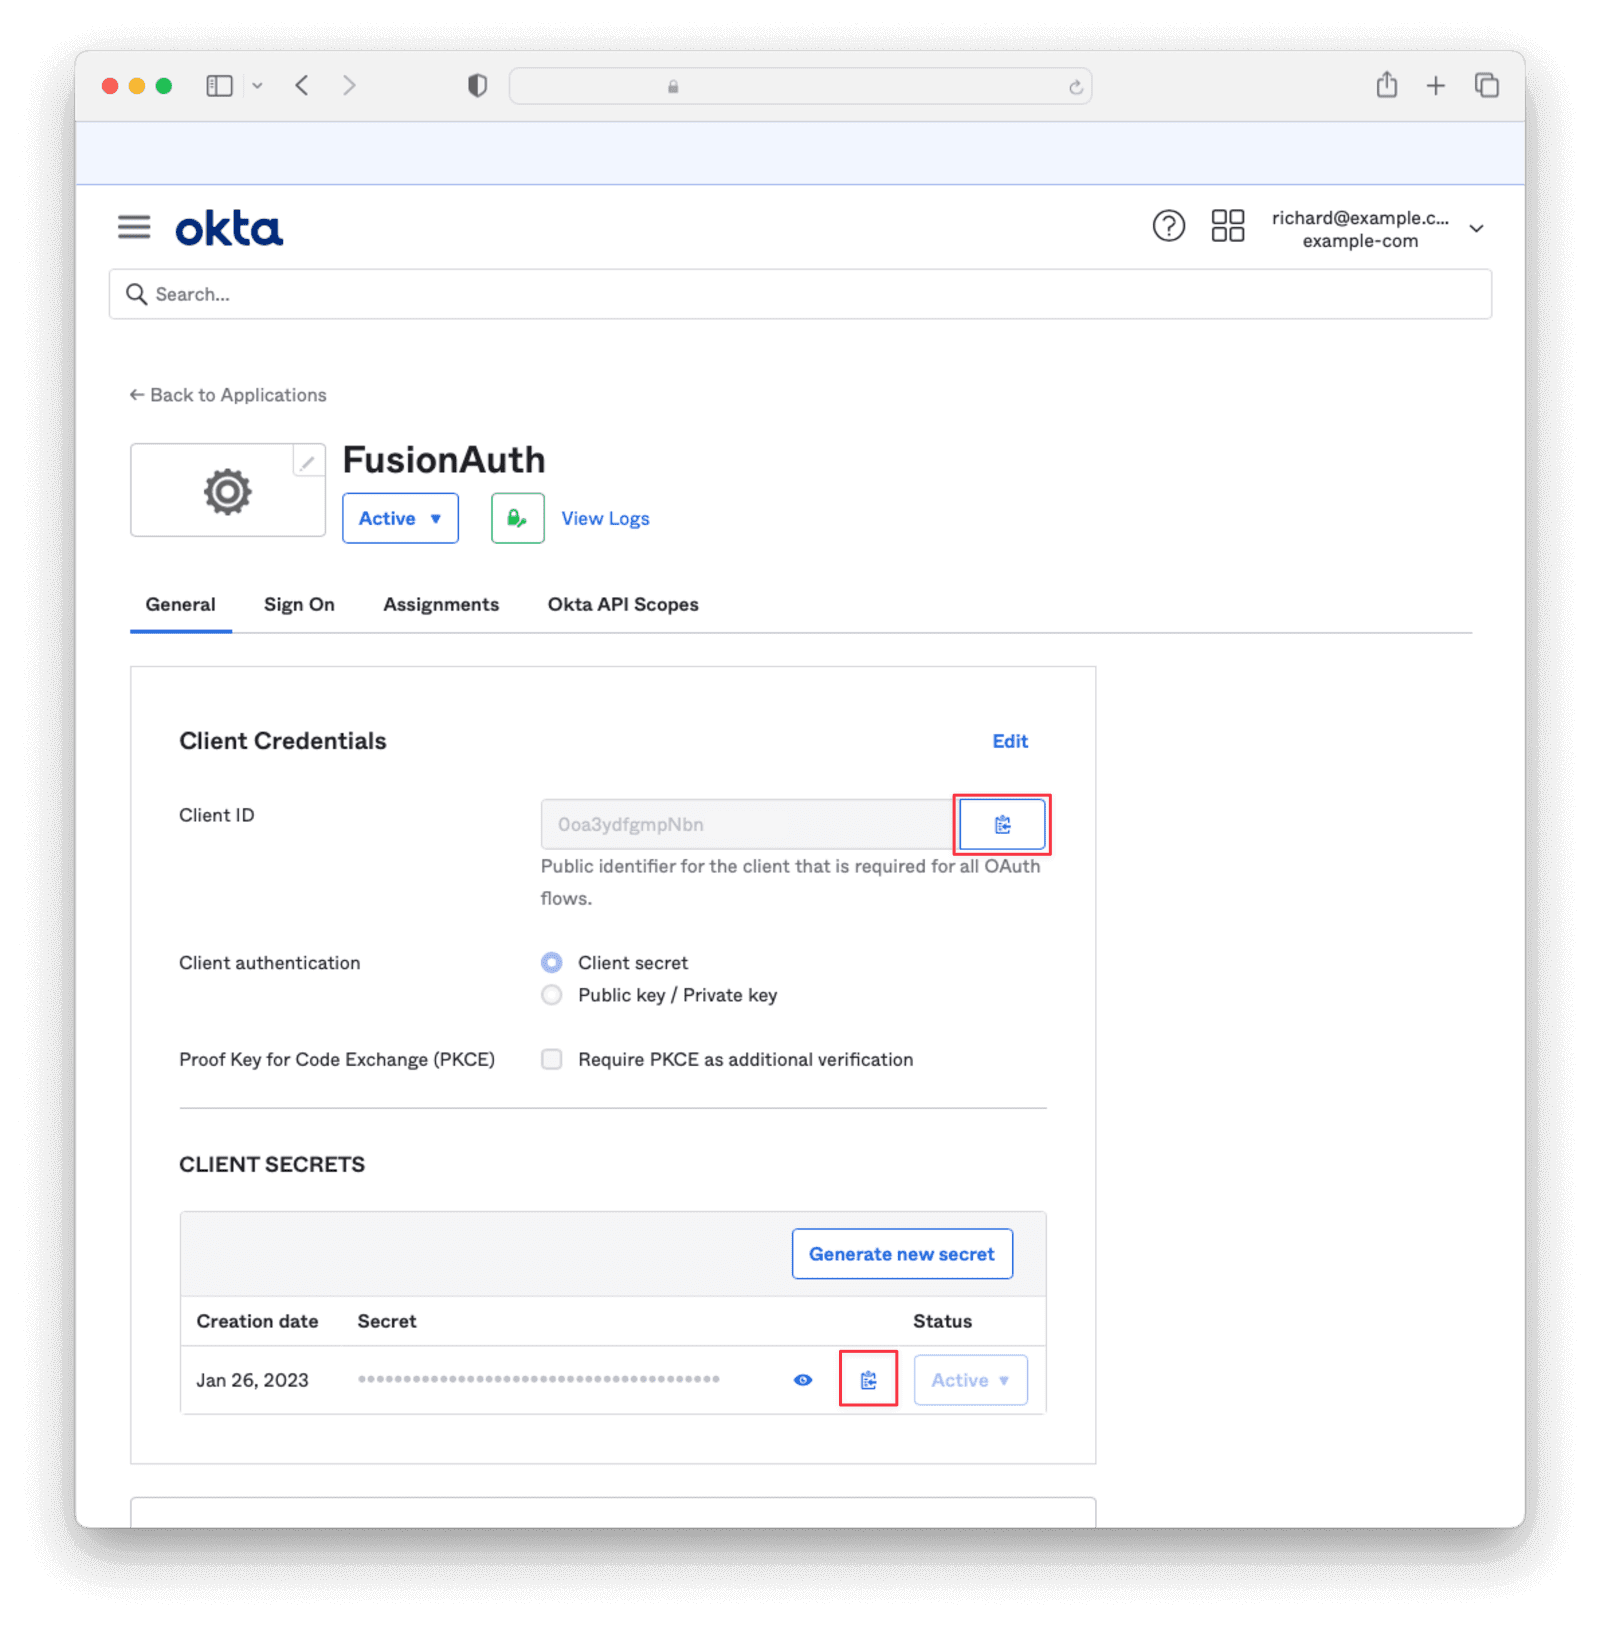 okta
richard@example.c...
example-com
Search...
← Back to Applications
FusionAuth
Active ▼
View Logs
General Sign On Assignments Okta API Scopes
Client Credentials
Edit
Client ID
0oa3ydfgmpNbn
Public identifier for the client that is required for all OAuth
flows.
Client authentication
Client secret
Public key / Private key
Proof Key for Code Exchange (PKCE)
Require PKCE as additional verification
CLIENT SECRETS
Generate new secret
Creation date Secret Status
Jan 26, 2023 •••••••••••••••••••••••••••••••••••••••• Active ▼